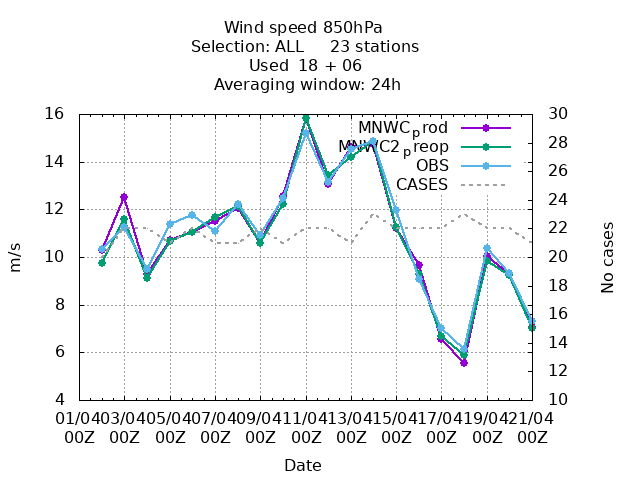 Wind speed 850hPa
Selection: ALL 23 stations
Used 18 + 06
Averaging window: 24h
16 30
14 28
12 26
10 24
8 22
6 20
4 18
16
14
12
10
m/s
No cases
MNWCprod
MNWC2preop
OBS
CASES
01/04 03/04 05/04 07/04 09/04 11/04 13/04 15/04 17/04 19/04 21/04
00Z 00Z 00Z 00Z 00Z 00Z 00Z 00Z 00Z 00Z 00Z
Date